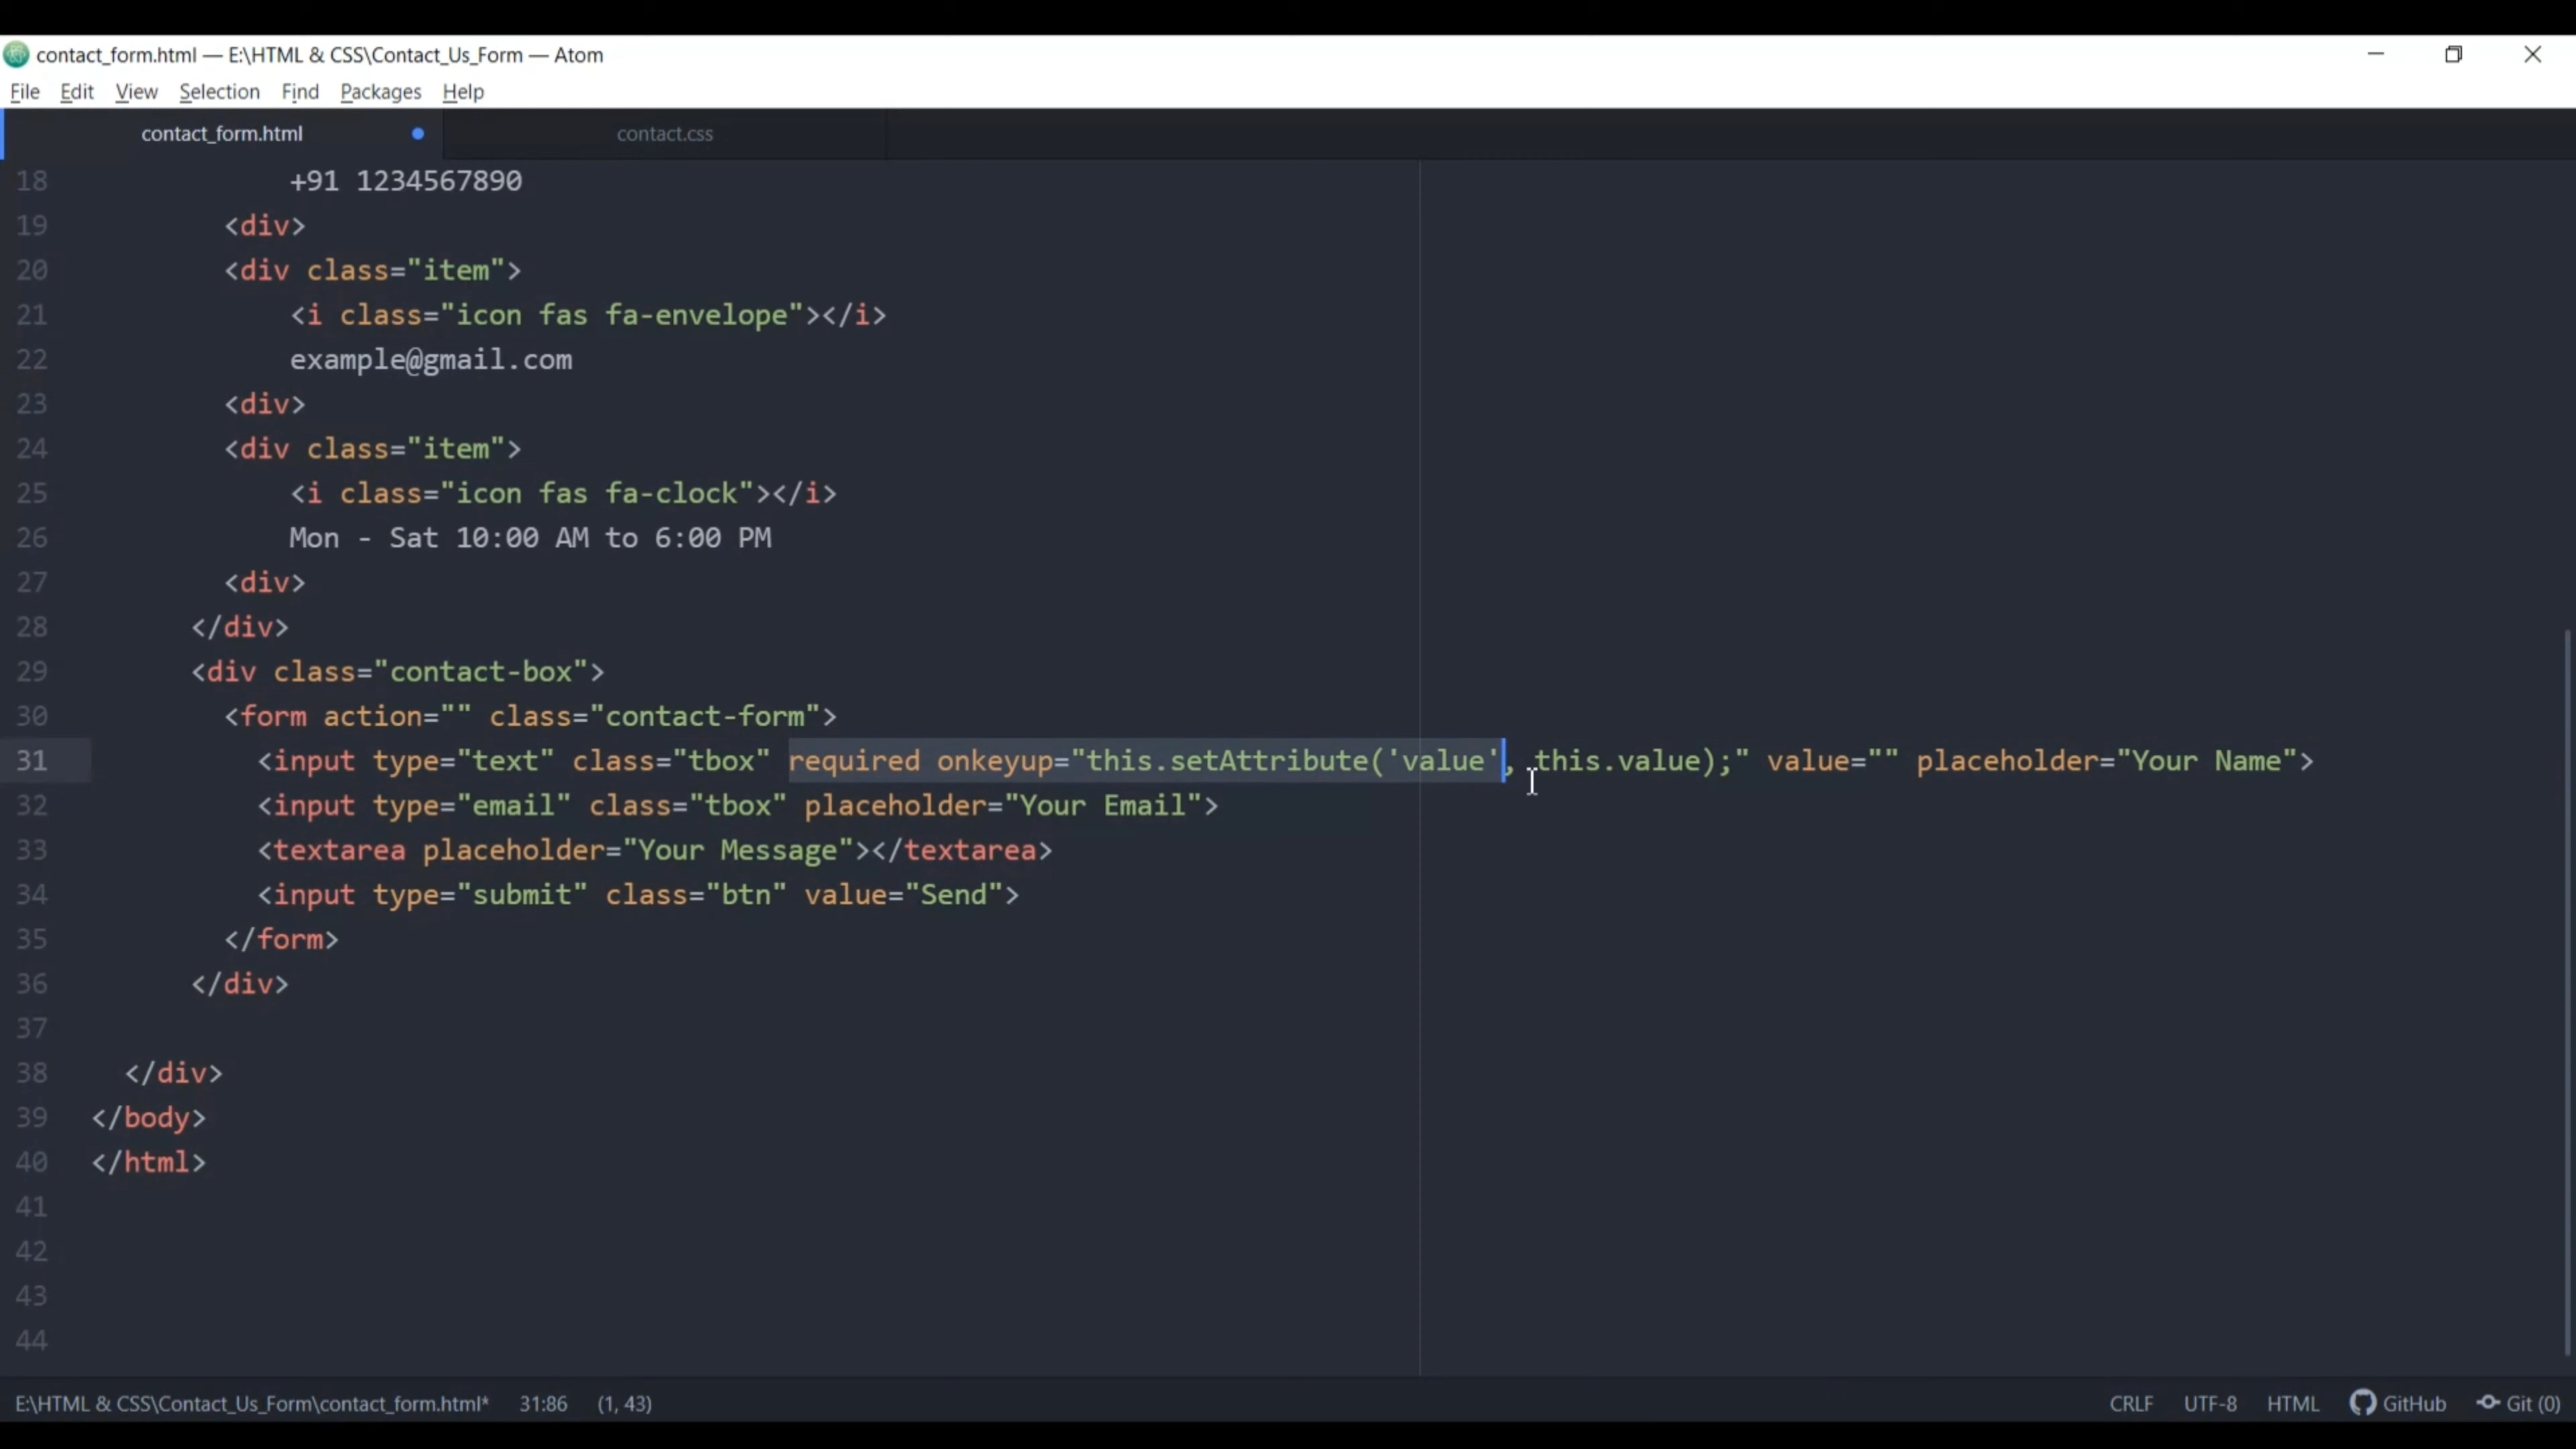 contact_form.html — E:\HTML & CSS\Contact_Us_Form — Atom
File Edit View Selection Find Packages Help
contact_form.html contact.css
18 +91 1234567890
19 <div>
20 <div class="item">
21 <i class="icon fas fa-envelope"></i>
22 example@gmail.com
23 <div>
24 <div class="item">
25 <i class="icon fas fa-clock"></i>
26 Mon - Sat 10:00 AM to 6:00 PM
27 <div>
28 </div>
29 <div class="contact-box">
30 <form action="" class="contact-form">
31 <input type="text" class="tbox" required onkeyup="this.setAttribute('value', this.value);" value="" placeholder="Your Name">
32 <input type="email" class="tbox" placeholder="Your Email">
33 <textarea placeholder="Your Message"></textarea>
34 <input type="submit" class="btn" value="Send">
35 </form>
36 </div>
37
38 </div>
39 </body>
40 </html>
41
42
43
44
E:\HTML & CSS\Contact_Us_Form\contact_form.html* 31:86 (1, 43) CRLF UTF-8 HTML GitHub Git (0)